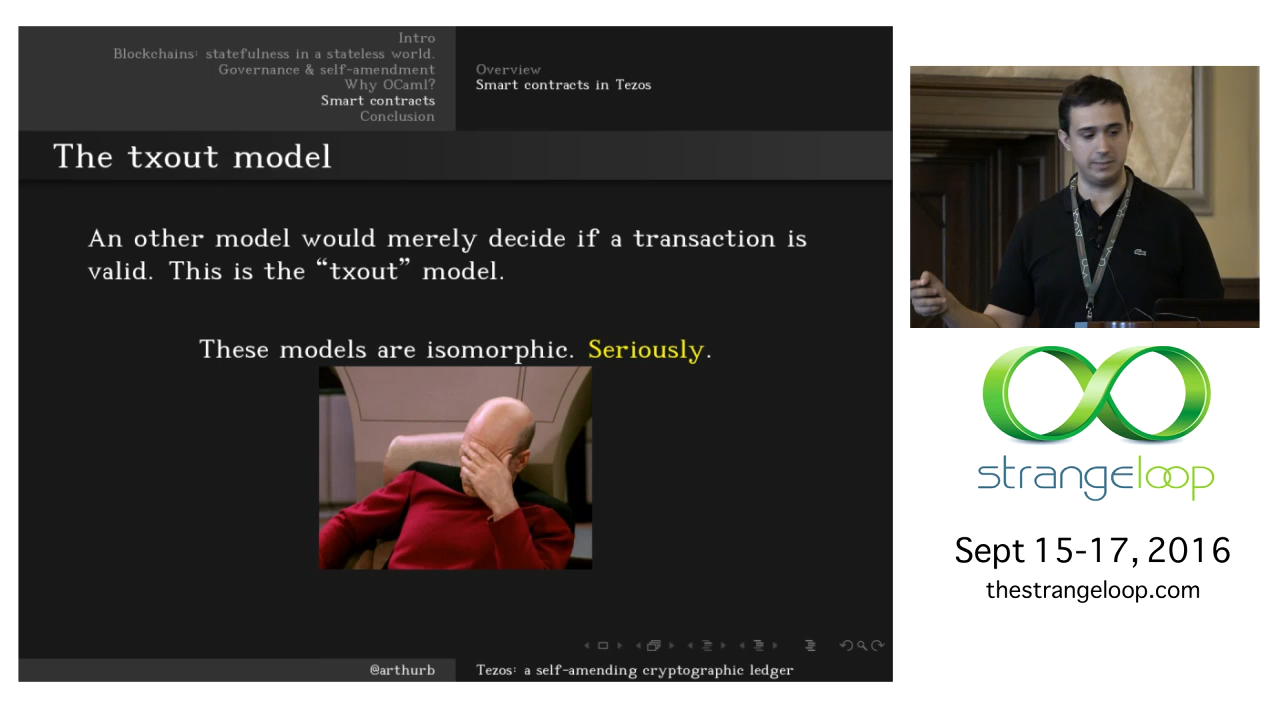 Intro
Blockchains: statefulness in a stateless world.
Governance & self-amendment
Why OCaml?
Smart contracts
Conclusion
Overview
Smart contracts in Tezos
The txout model
An other model would merely decide if a transaction is
valid. This is the “txout” model.
These models are isomorphic. Seriously.
@arthurb
Tezos: a self-amending cryptographic ledger
strangeloop
Sept 15-17, 2016
thestrangeloop.com